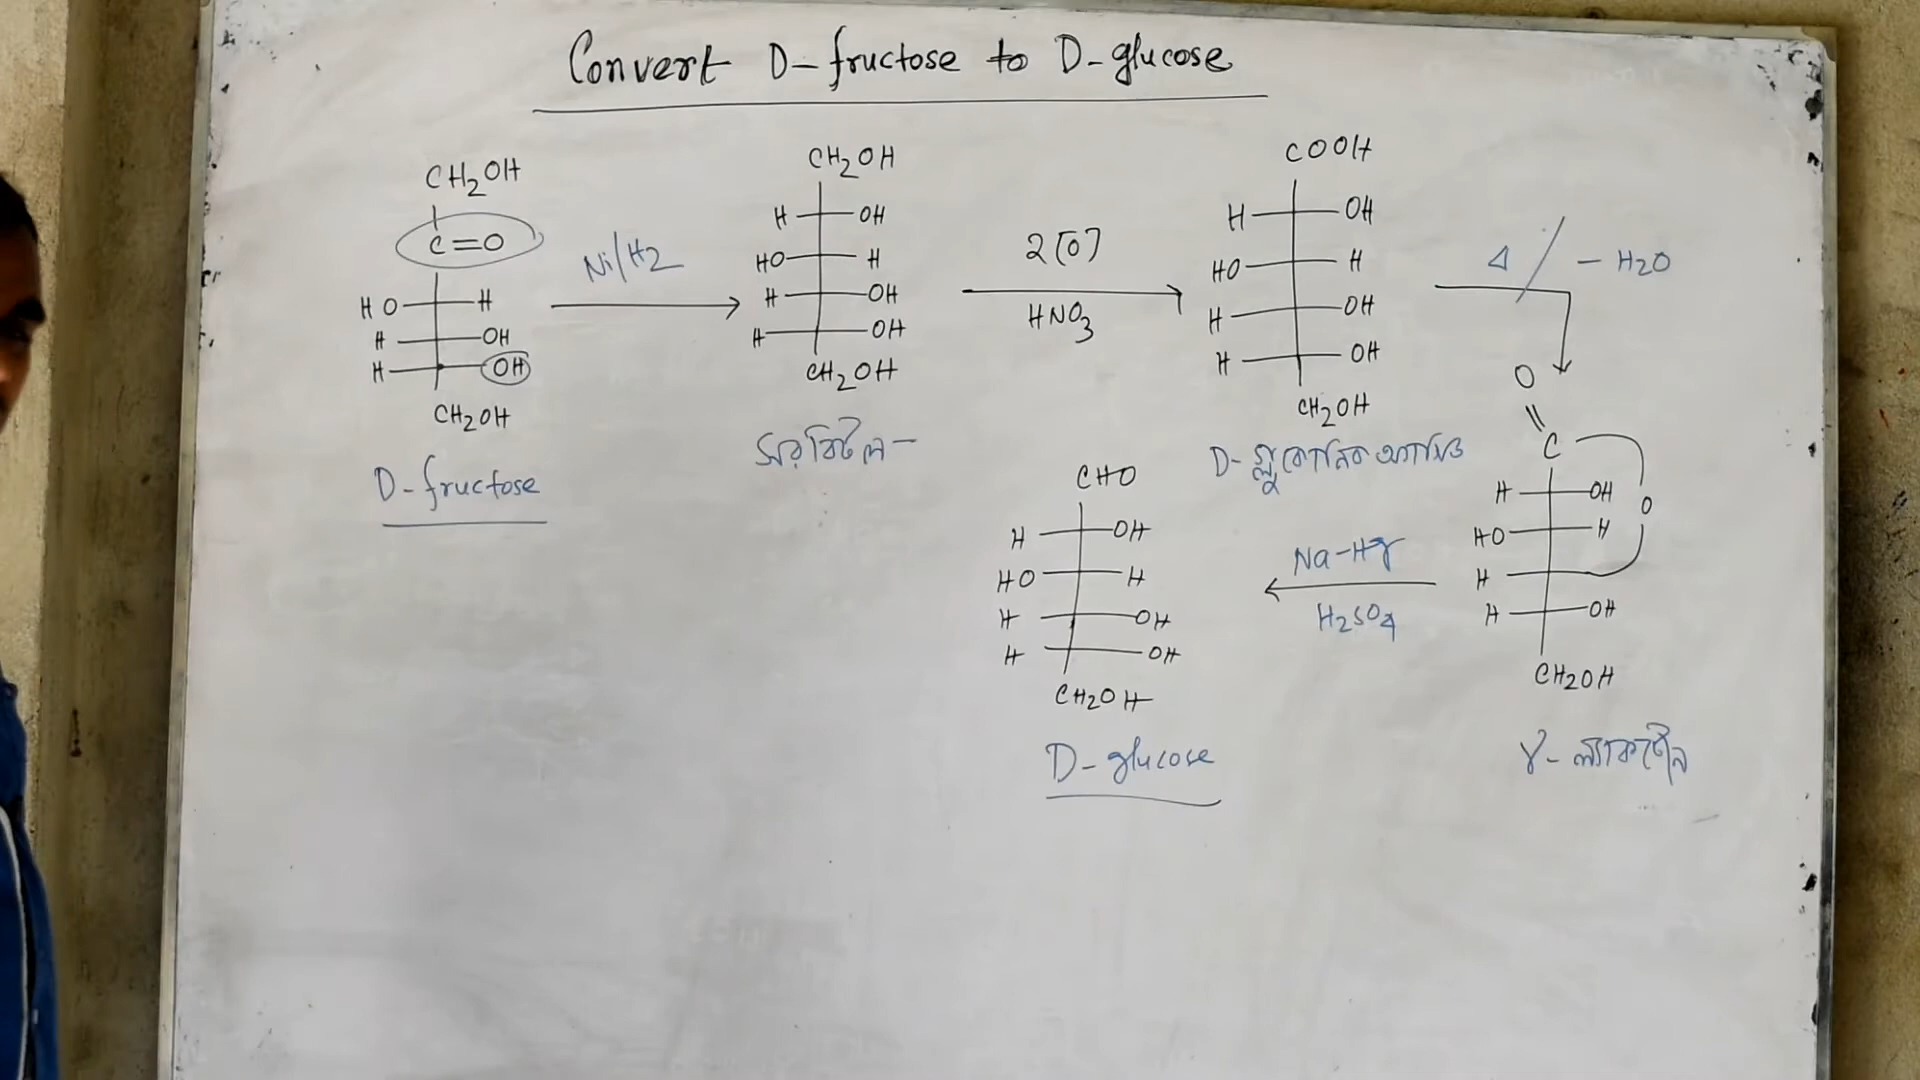 Convert D-fructose to D-glucose
CH2OH
C=O
HO H
H OH
H OH
CH2OH
D-fructose
Ni/H2
CH2OH
H OH
HO H
H OH
H OH
CH2OH
সরবিটল
2[O]
HNO3
COOH
H OH
HO H
H OH
H OH
CH2OH
D-গ্লুকোনিক অ্যাসিড
Δ / - H2O
O
C
H OH
O
HO H
H
H OH
CH2OH
γ-ল্যাকটোন
Na-Hg
H2SO4
CHO
H OH
HO H
H OH
H OH
CH2OH
D-glucose